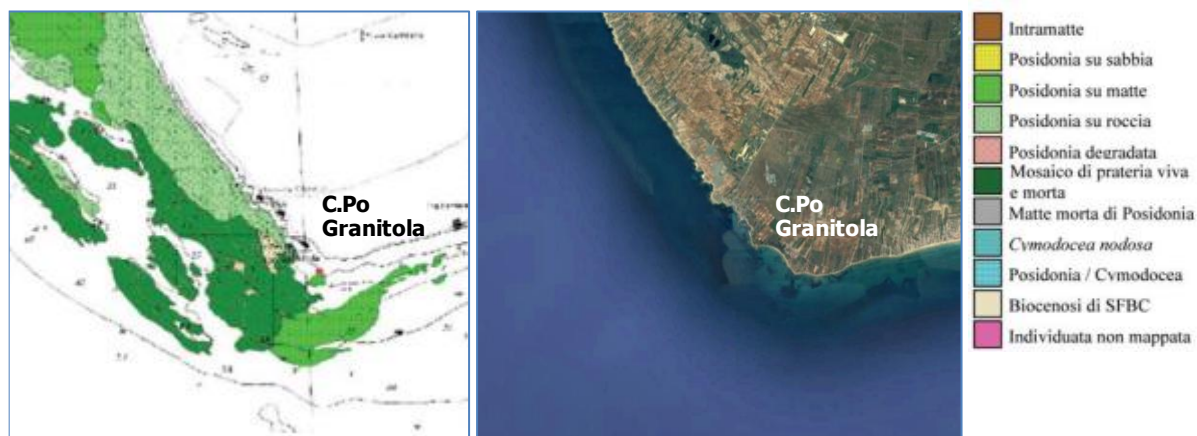 C.Po
Granitola
C.Po
Granitola
Intramatte
Posidonia su sabbia
Posidonia su matte
Posidonia su roccia
Posidonia degradata
Mosaico di prateria viva
e morta
Matte morta di Posidonia
Cymodocea nodosa
Posidonia / Cymodocea
Biocenosi di SFBC
Individuata non mappata